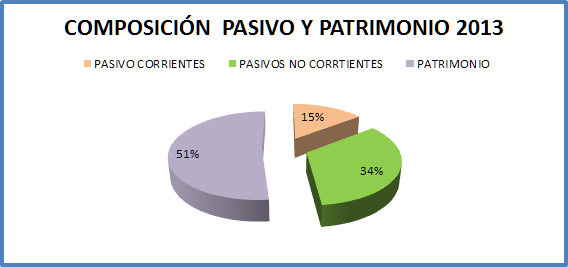 COMPOSICIÓN PASIVO Y PATRIMONIO 2013
PASIVO CORRIENTES PASIVOS NO CORRTIENTES PATRIMONIO
15%
51%
34%